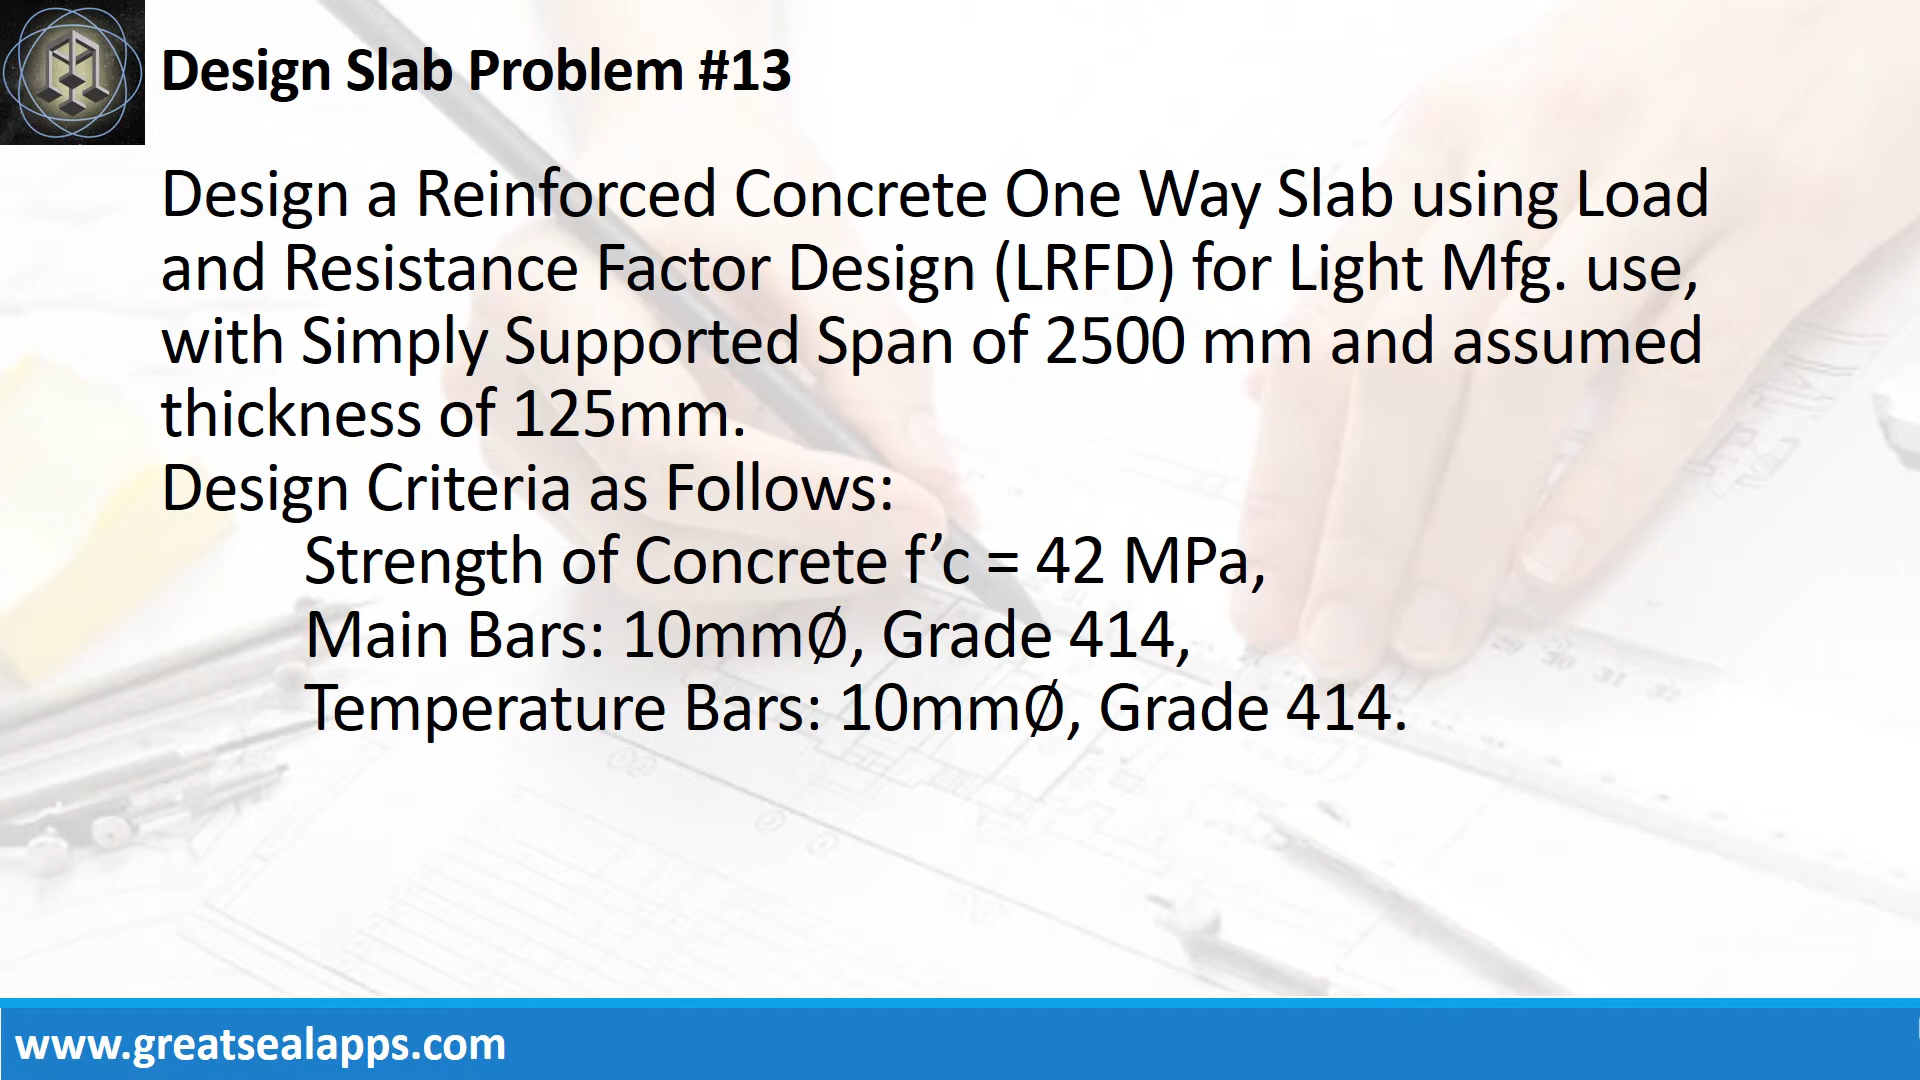 Design Slab Problem #13
Design a Reinforced Concrete One Way Slab using Load
and Resistance Factor Design (LRFD) for Light Mfg. use,
with Simply Supported Span of 2500 mm and assumed
thickness of 125mm.
Design Criteria as Follows:
Strength of Concrete f’c = 42 MPa,
Main Bars: 10mmØ, Grade 414,
Temperature Bars: 10mmØ, Grade 414.
www.greatsealapps.com